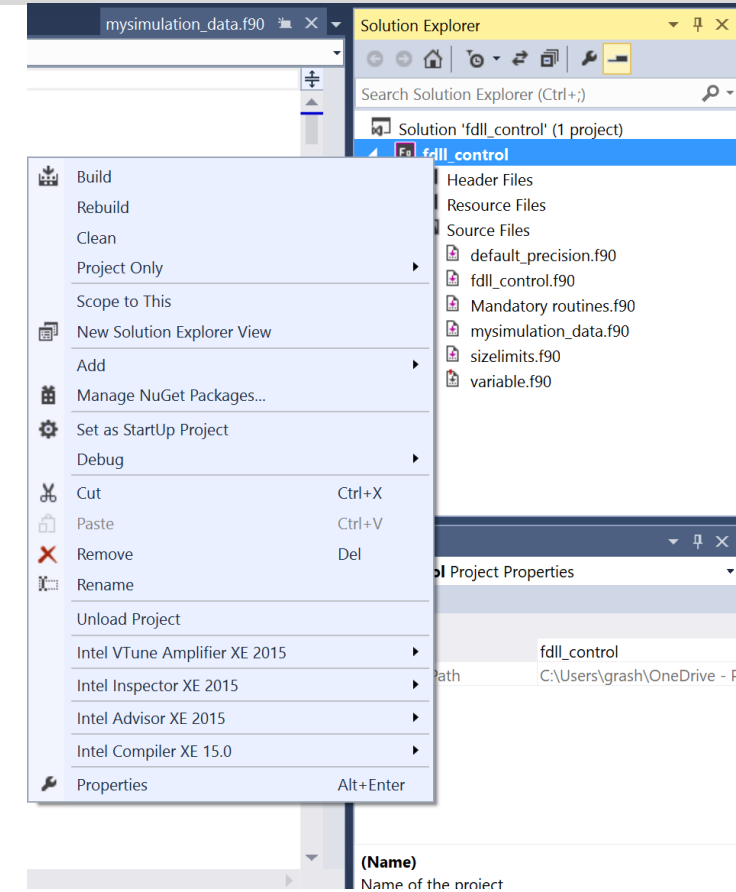 mysimulation_data.f90
Solution Explorer
Search Solution Explorer (Ctrl+;)
Solution 'fdll_control' (1 project)
fdll_control
Header Files
Resource Files
Source Files
default_precision.f90
fdll_control.f90
Mandatory routines.f90
mysimulation_data.f90
sizelimits.f90
variable.f90
Build
Rebuild
Clean
Project Only
Scope to This
New Solution Explorer View
Add
Manage NuGet Packages...
Set as StartUp Project
Debug
Cut Ctrl+X
Paste Ctrl+V
Remove Del
Rename
Unload Project
Intel VTune Amplifier XE 2015
Intel Inspector XE 2015
Intel Advisor XE 2015
Intel Compiler XE 15.0
Properties Alt+Enter
ol Project Properties
fdll_control
Path C:\Users\grash\OneDrive - P
(Name)
Name of the project